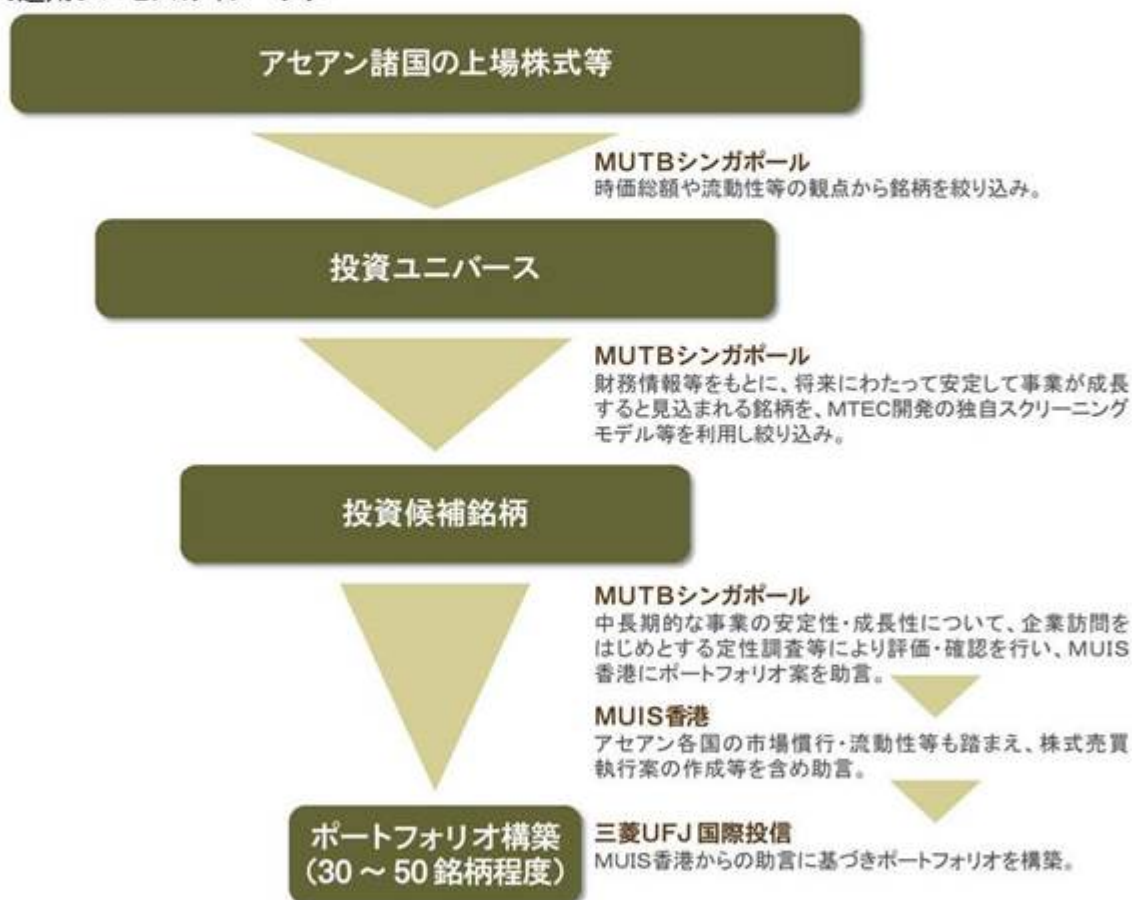 アセアン諸国の上場株式等
MUTBシンガポール
時価総額や流動性等の観点から銘柄を絞り込み。
投資ユニバース
MUTBシンガポール
財務情報等をもとに、将来にわたって安定して事業が成長
すると見込まれる銘柄を、MTEC開発の独自スクリーニング
モデル等を利用し絞り込み。
投資候補銘柄
MUTBシンガポール
中長期的な事業の安定性・成長性について、企業訪問を
はじめとする定性調査等により評価・確認を行い、MUIS
香港にポートフォリオ案を助言。
MUIS香港
アセアン各国の市場慣行・流動性等も踏まえ、株式売買
執行案の作成等を含め助言。
ポートフォリオ構築
(30～50銘柄程度)
三菱UFJ国際投信
MUIS香港からの助言に基づきポートフォリオを構築。